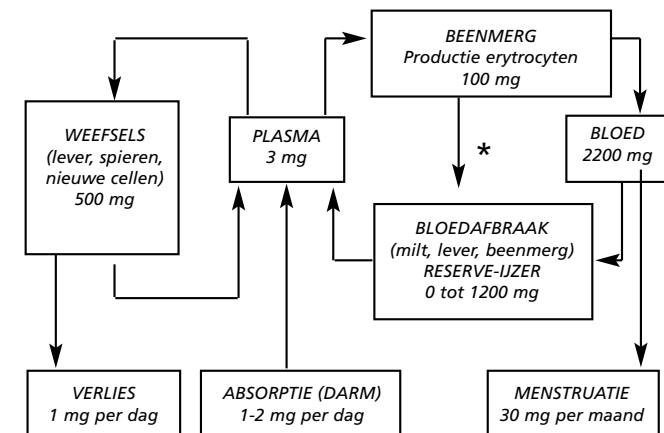 BEENMERG
Productie erytrocyten
100 mg
WEEFSELS
(lever, spieren,
nieuwe cellen)
500 mg
PLASMA
3 mg
*
BLOED
2200 mg
BLOEDAFBRAAK
(milt, lever, beenmerg)
RESERVE-IJZER
0 tot 1200 mg
VERLIES
1 mg per dag
ABSORPTIE (DARM)
1-2 mg per dag
MENSTRUATIE
30 mg per maand